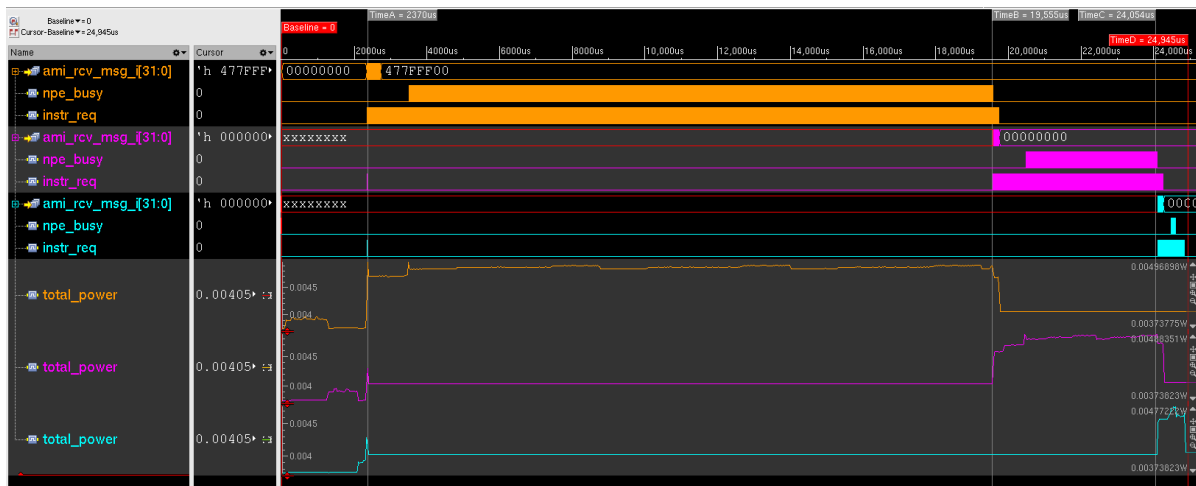 TimeA = 2370us
TimeB = 19,555us
TimeC = 24,054us
Baseline▼=0
Cursor-Baseline▼=24,945us
Baseline = 0
TimeD = 24,945us
Name
Cursor
0
2000us
4000us
6000us
8000us
10,000us
12,000us
14,000us
16,000us
18,000us
20,000us
22,000us
24,000us
ami_rcv_msg_i[31:0]
'h 477FFF
00000000
477FFF00
npe_busy
0
instr_req
0
ami_rcv_msg_i[31:0]
'h 000000
xxxxxxxx
00000000
npe_busy
0
instr_req
0
ami_rcv_msg_i[31:0]
'h 000000
xxxxxxxx
npe_busy
0
instr_req
0
total_power
0.00405
0.0045
0.004
0.00373775W
total_power
0.00405
0.0045
0.004
0.00373823W
total_power
0.00405
0.0045
0.004
0.00373823W